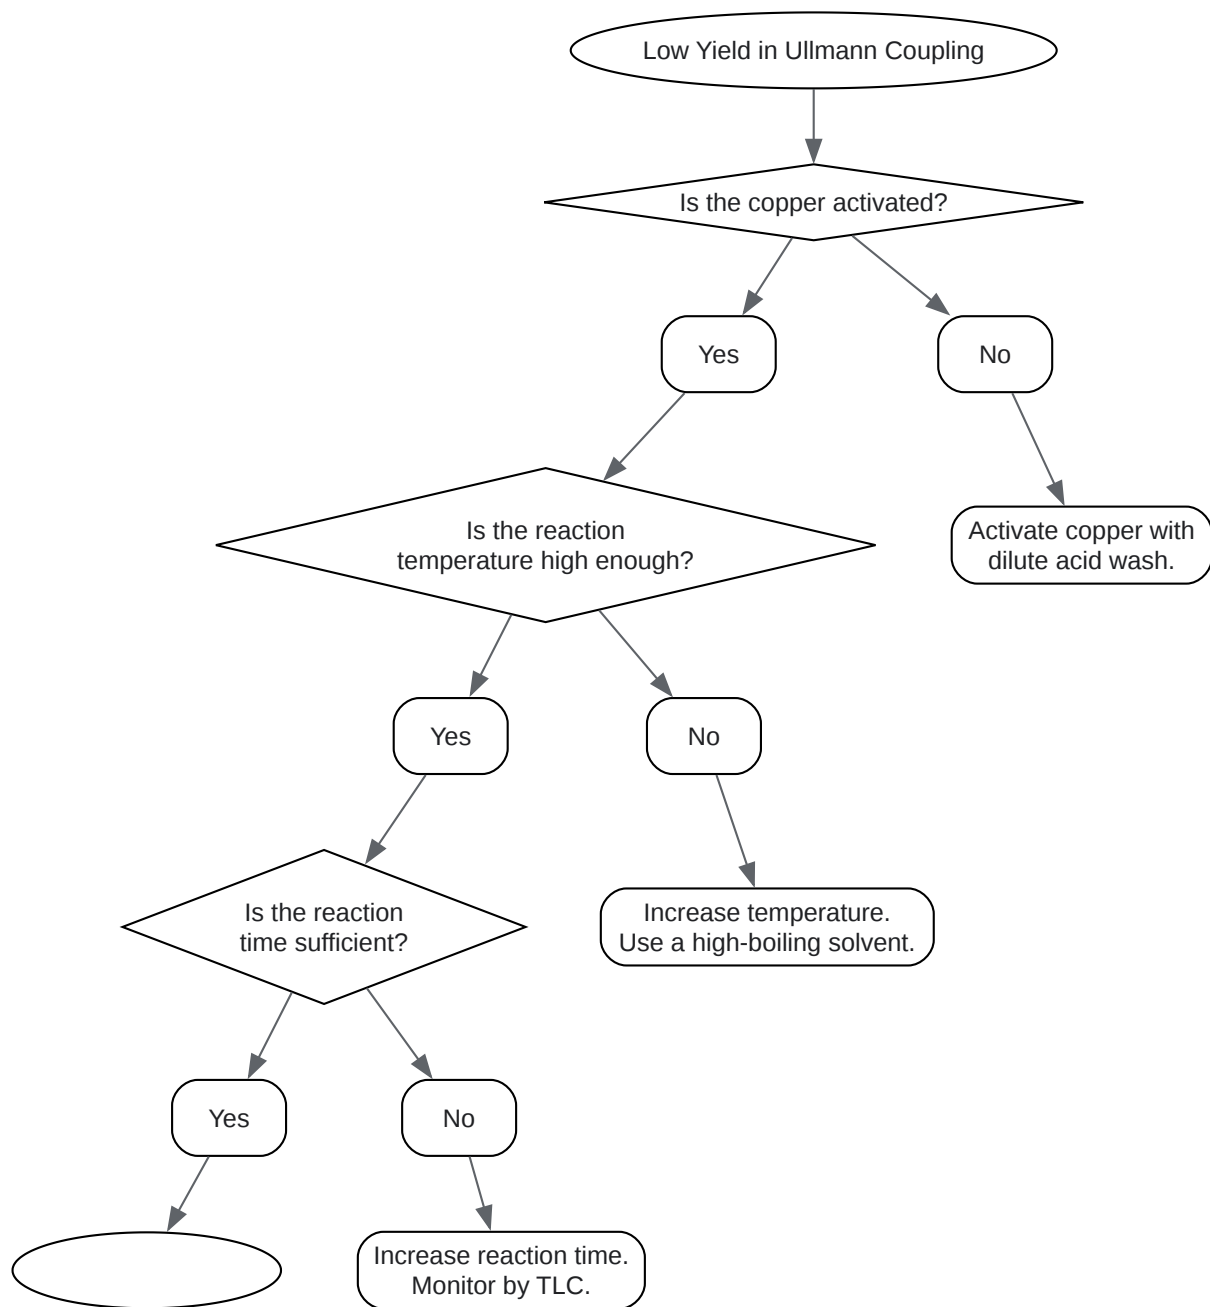 Low Yield in Ullmann Coupling
Is the copper activated?
Yes
No
Is the reaction
temperature high enough?
Activate copper with
dilute acid wash.
Yes
No
Is the reaction
time sufficient?
Increase temperature.
Use a high-boiling solvent.
Yes
No
Increase reaction time.
Monitor by TLC.